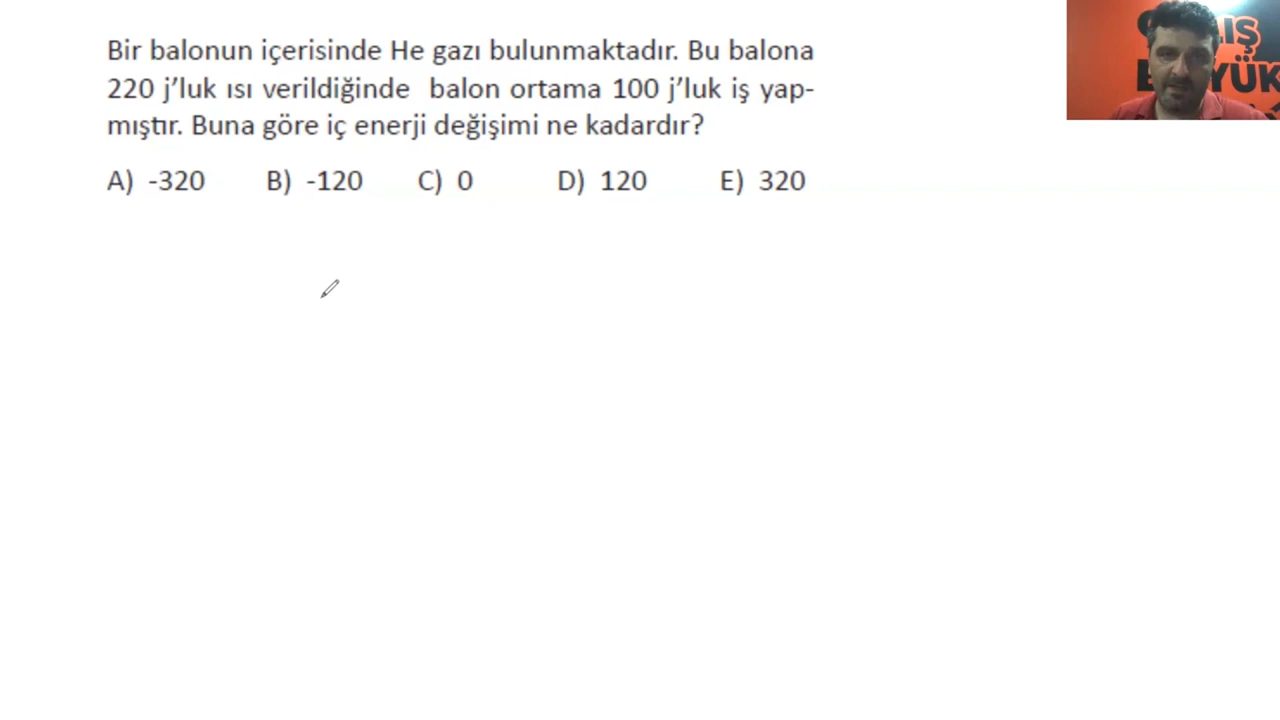 Bir balonun içerisinde He gazı bulunmaktadır. Bu balona
220 j’luk ısı verildiğinde balon ortama 100 j’luk iş yap-
mıştır. Buna göre iç enerji değişimi ne kadardır?
A) -320 B) -120 C) 0 D) 120 E) 320